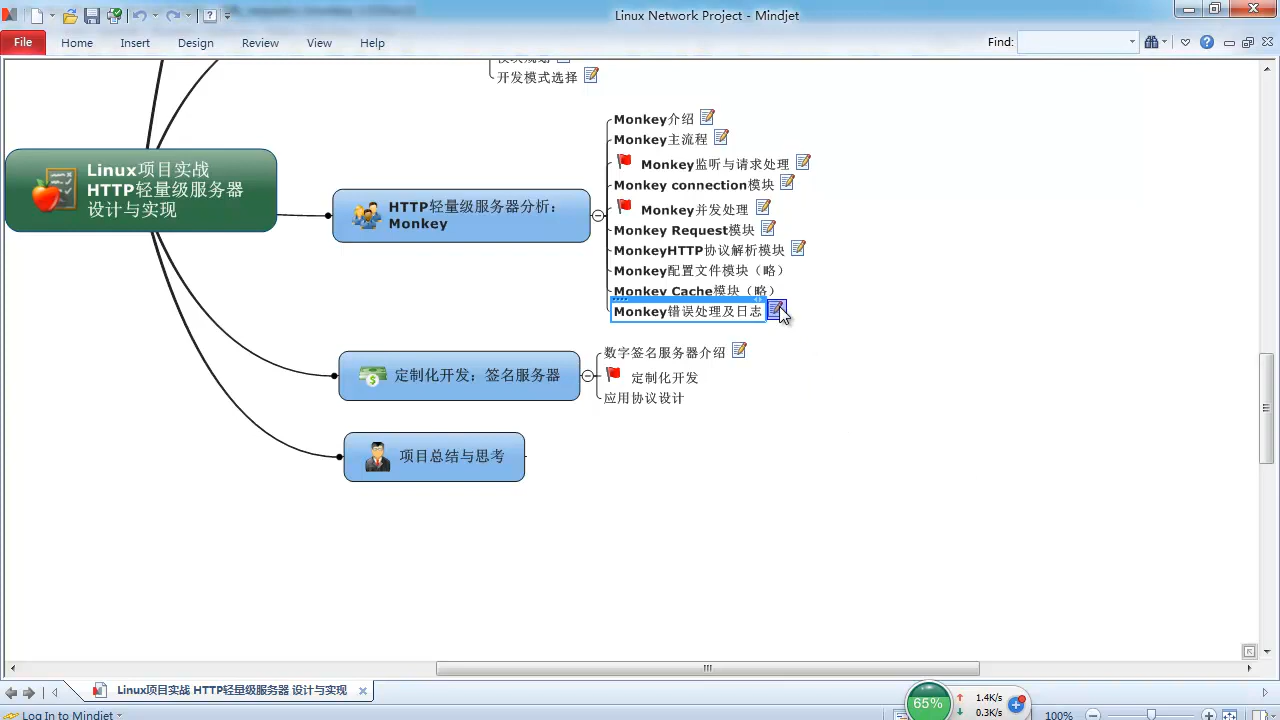 Linux Network Project - Mindjet
File
Home
Insert
Design
Review
View
Help
Find:
开发模式选择
Linux项目实战
HTTP轻量级服务器
设计与实现
HTTP轻量级服务器分析：
Monkey
Monkey介绍
Monkey主流程
Monkey监听与请求处理
Monkey connection模块
Monkey并发处理
Monkey Request模块
MonkeyHTTP协议解析模块
Monkey配置文件模块（略）
Monkey Cache模块（略）
Monkey错误处理及日志
定制化开发：签名服务器
数字签名服务器介绍
定制化开发
应用协议设计
项目总结与思考
Linux项目实战 HTTP轻量级服务器 设计与实现
Log In to Mindjet
65%
1.4K/s
0.3K/s
100%